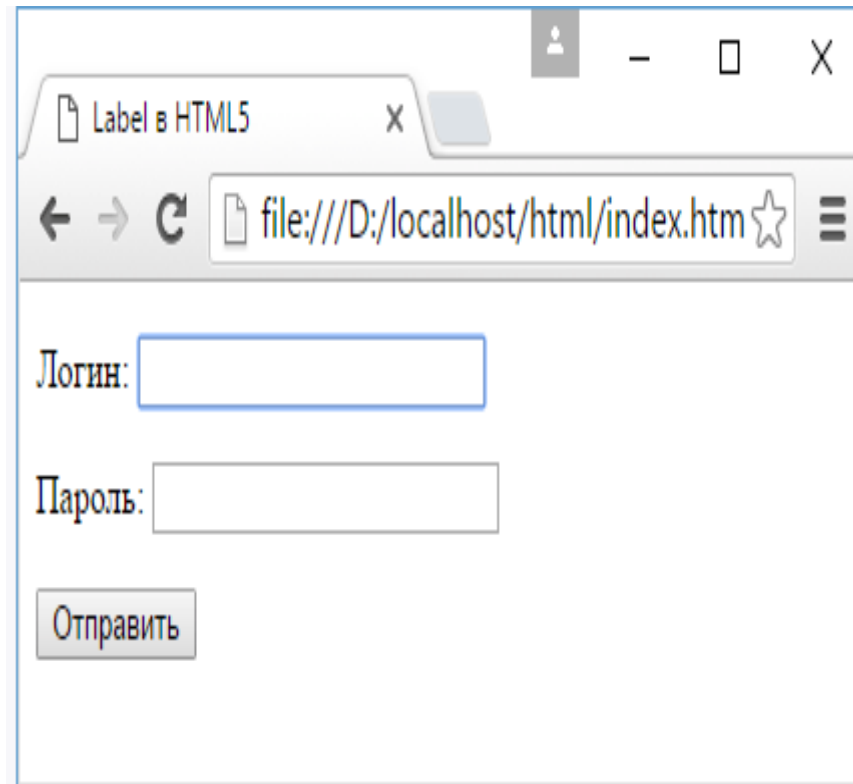 Label в HTML5
file:///D:/localhost/html/index.htm
Логин:
Пароль:
Отправить